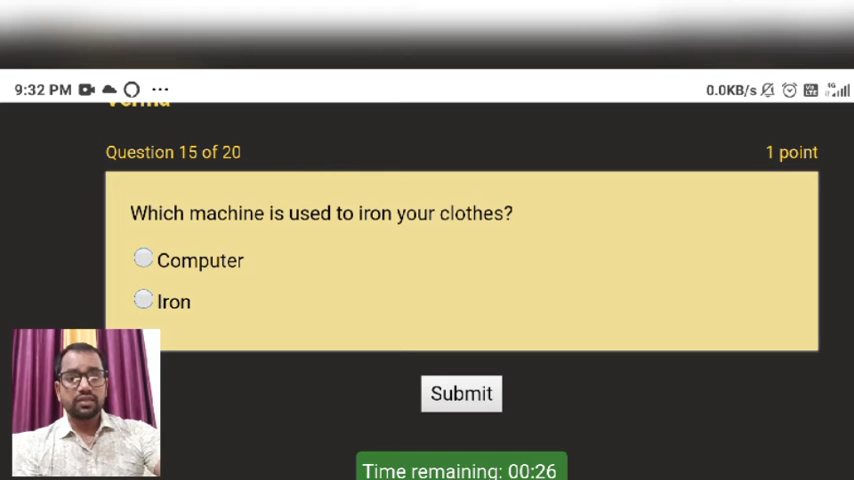 9:32 PM ... 0.0KB/s 4G
Question 15 of 20 1 point
Which machine is used to iron your clothes?
Computer
Iron
Submit
Time remaining: 00:26